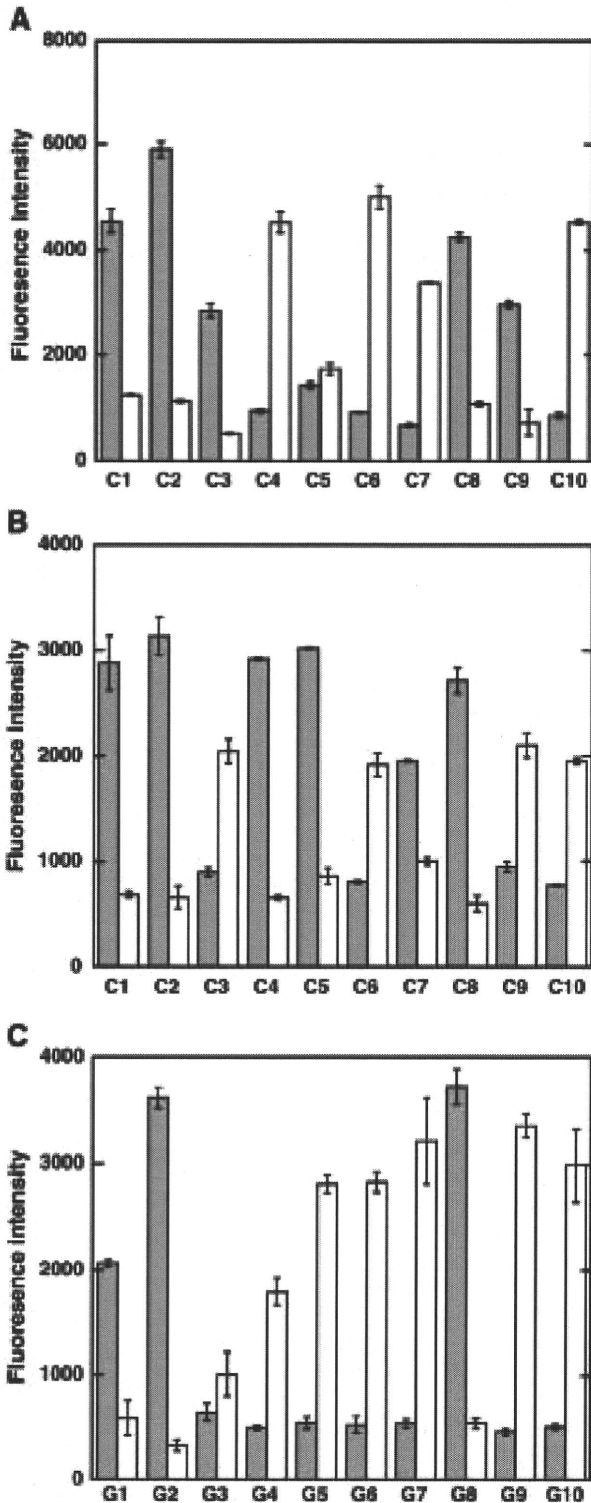 A
8000
6000
4000
2000
0
Fluoresence Intensity
C1 C2 C3 C4 C5 C6 C7 C8 C9 C10
B
4000
3000
2000
1000
0
Fluoresence Intensity
C1 C2 C3 C4 C5 C6 C7 C8 C9 C10
C
4000
3000
2000
1000
0
Fluoresence Intensity
G1 G2 G3 G4 G5 G6 G7 G8 G9 G10